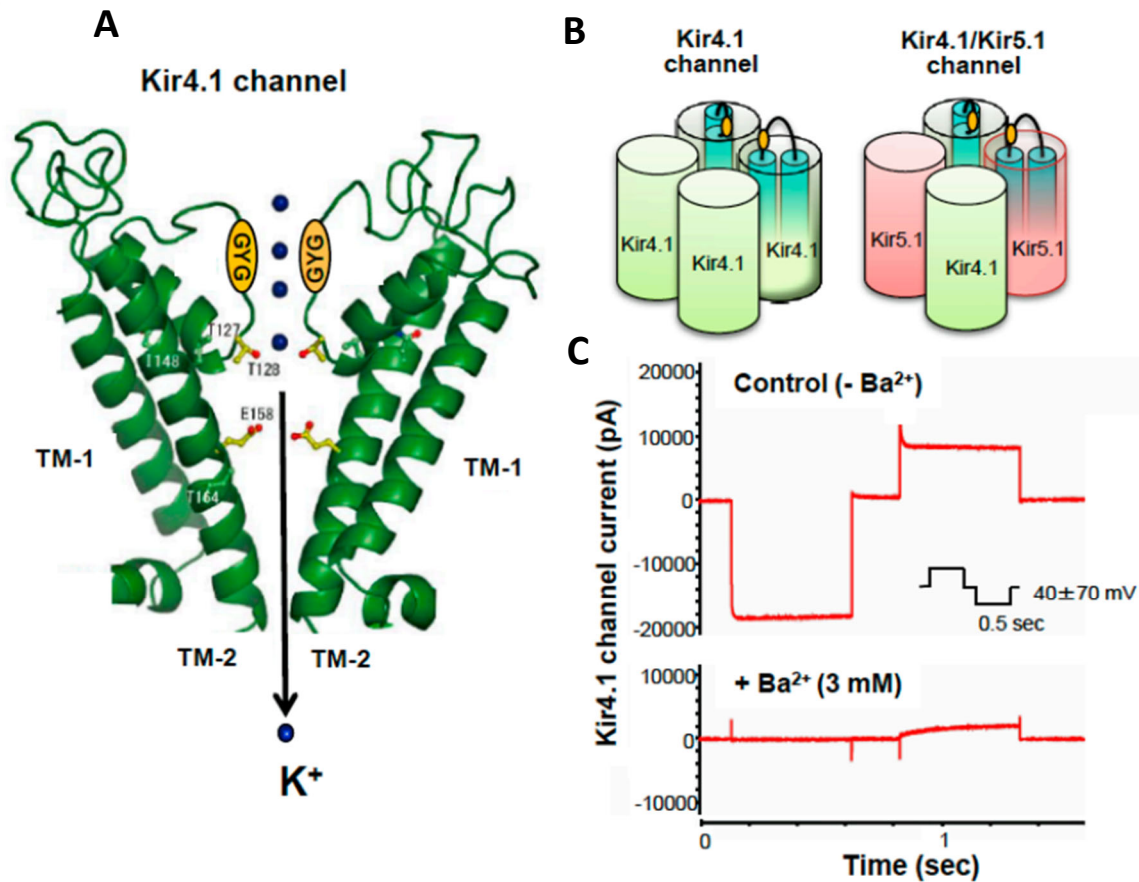 A
Kir4.1 channel
GYG
GYG
T127
I148
T128
E158
TM-1
TM-1
T164
TM-2
TM-2
K⁺
B
Kir4.1
channel
Kir4.1/Kir5.1
channel
Kir4.1
Kir4.1
Kir4.1
Kir5.1
Kir4.1
Kir5.1
C
Kir4.1 channel current (pA)
20000
Control (- Ba²⁺)
10000
0
-10000
40±70 mV
0.5 sec
-20000
10000
+ Ba²⁺ (3 mM)
0
-10000
0
1
Time (sec)